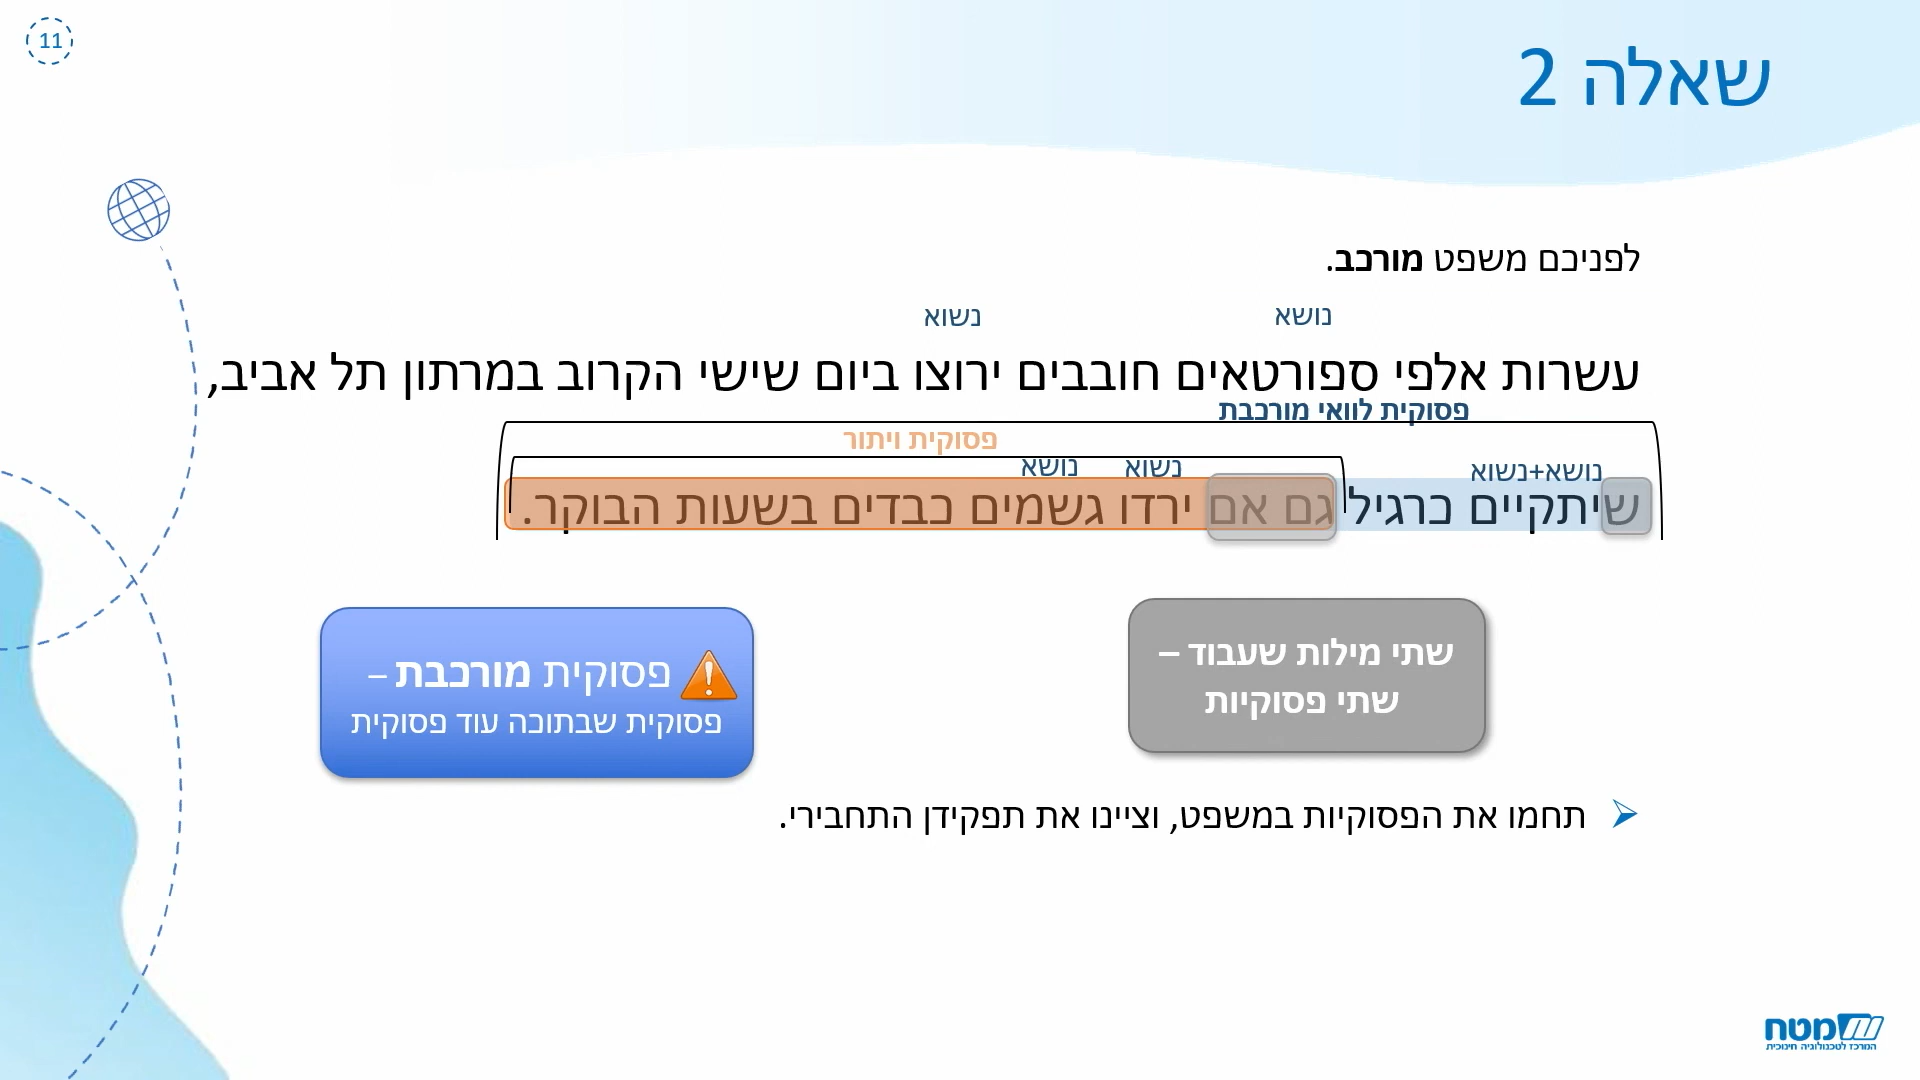 11
שאלה 2
לפניכם משפט מורכב.
נושא נשוא
עשרות אלפי ספורטאים חובבים ירוצו ביום שישי הקרוב במרתון תל אביב,
פסוקית לוואי מורכבת
פסוקית ויתור
נושא+נשוא נשוא נושא
שיתקיים כרגיל גם אם ירדו גשמים כבדים בשעות הבוקר.
שתי מילות שעבוד –
שתי פסוקיות
פסוקית מורכבת –
פסוקית שבתוכה עוד פסוקית
תחמו את הפסוקיות במשפט, וציינו את תפקידן התחבירי.
מטח
המרכז לטכנולוגיה חינוכית